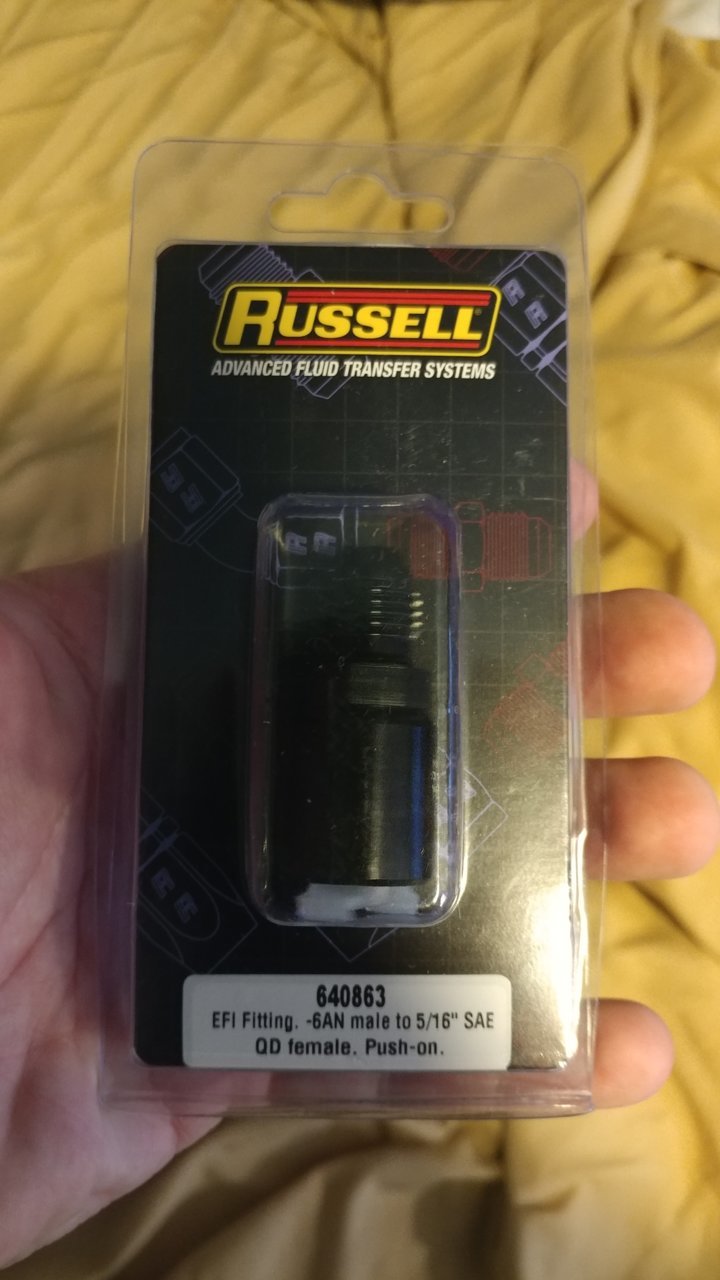 RUSSELL
ADVANCED FLUID TRANSFER SYSTEMS
640863
EFI Fitting. -6AN male to 5/16" SAE
QD female. Push-on.